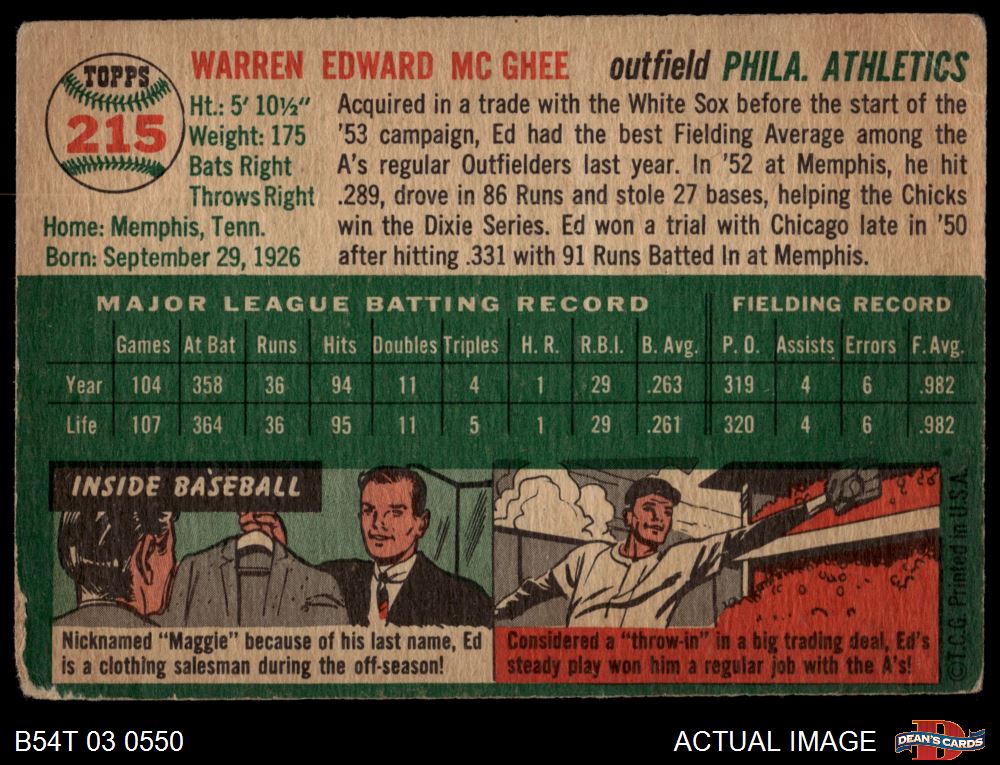 TOPPS
215
WARREN EDWARD MC GHEE outfield PHILA. ATHLETICS
Ht.: 5' 10½"
Weight: 175
Bats Right
Throws Right
Home: Memphis, Tenn.
Born: September 29, 1926
Acquired in a trade with the White Sox before the start of the
'53 campaign, Ed had the best Fielding Average among the
A's regular Outfielders last year. In '52 at Memphis, he hit
.289, drove in 86 Runs and stole 27 bases, helping the Chicks
win the Dixie Series. Ed won a trial with Chicago late in '50
after hitting .331 with 91 Runs Batted In at Memphis.
MAJOR LEAGUE BATTING RECORD FIELDING RECORD
Games At Bat Runs Hits Doubles Triples H. R. R.B.I. B. Avg. P. O. Assists Errors F. Avg.
Year 104 358 36 94 11 4 1 29 .263 319 4 6 .982
Life 107 364 36 95 11 5 1 29 .261 320 4 6 .982
INSIDE BASEBALL
Nicknamed "Maggie" because of his last name, Ed
is a clothing salesman during the off-season!
Considered a "throw-in" in a big trading deal, Ed's
steady play won him a regular job with the A's!
©T.C.G. Printed in U.S.A.
B54T 03 0550
ACTUAL IMAGE
DEAN'S CARDS